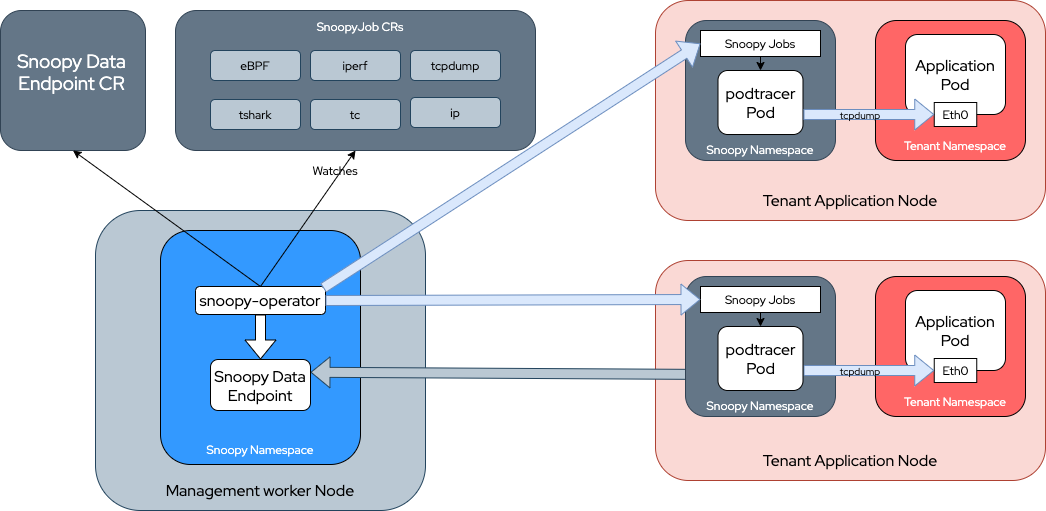 Snoopy Data
Endpoint CR
SnoopyJob CRs
eBPF
iperf
tcpdump
tshark
tc
ip
Watches
snoopy-operator
Snoopy Data
Endpoint
Snoopy Namespace
Management worker Node
Snoopy Jobs
podtracer
Pod
Snoopy Namespace
tcpdump
Application
Pod
Eth0
Tenant Namespace
Tenant Application Node
Snoopy Jobs
podtracer
Pod
Snoopy Namespace
tcpdump
Application
Pod
Eth0
Tenant Namespace
Tenant Application Node